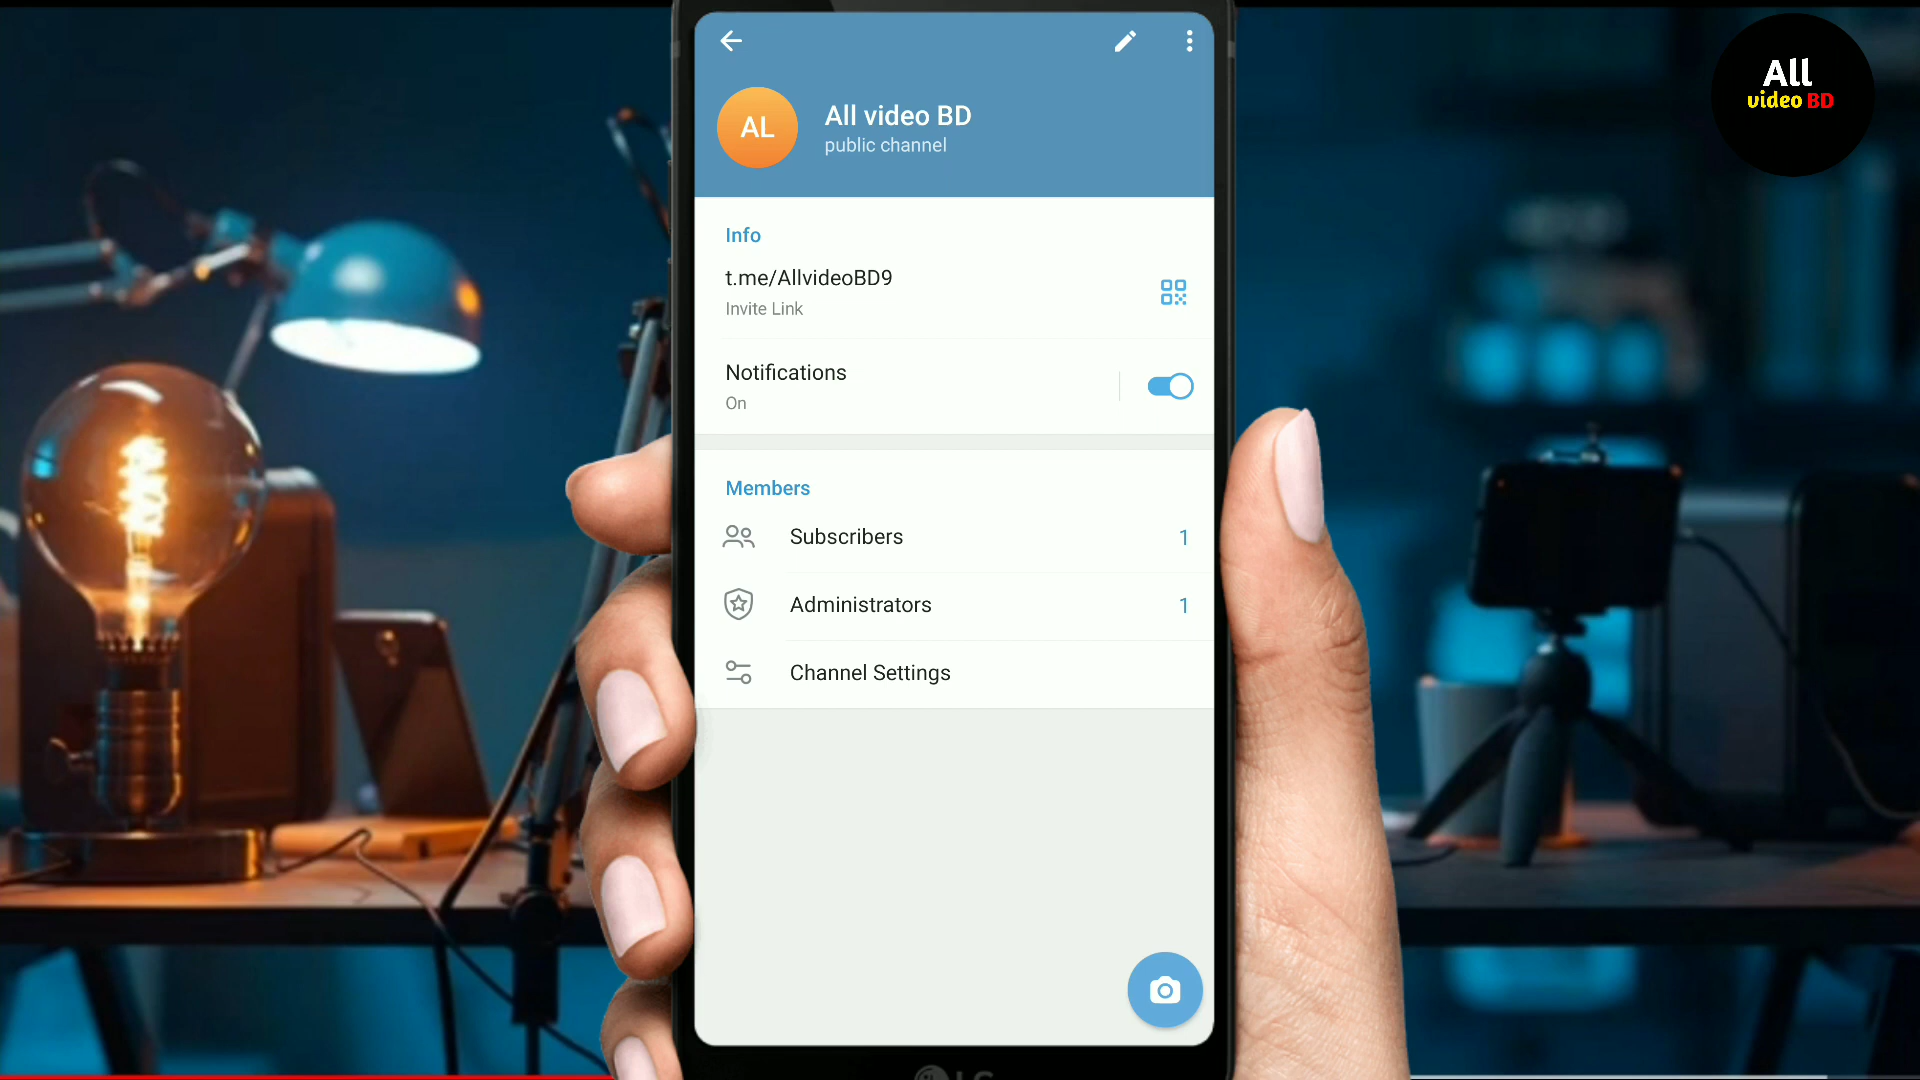 All video BD
public channel
AL
Info
t.me/AllvideoBD9
Invite Link
Notifications
On
Members
Subscribers 1
Administrators 1
Channel Settings
All
video BD
LG